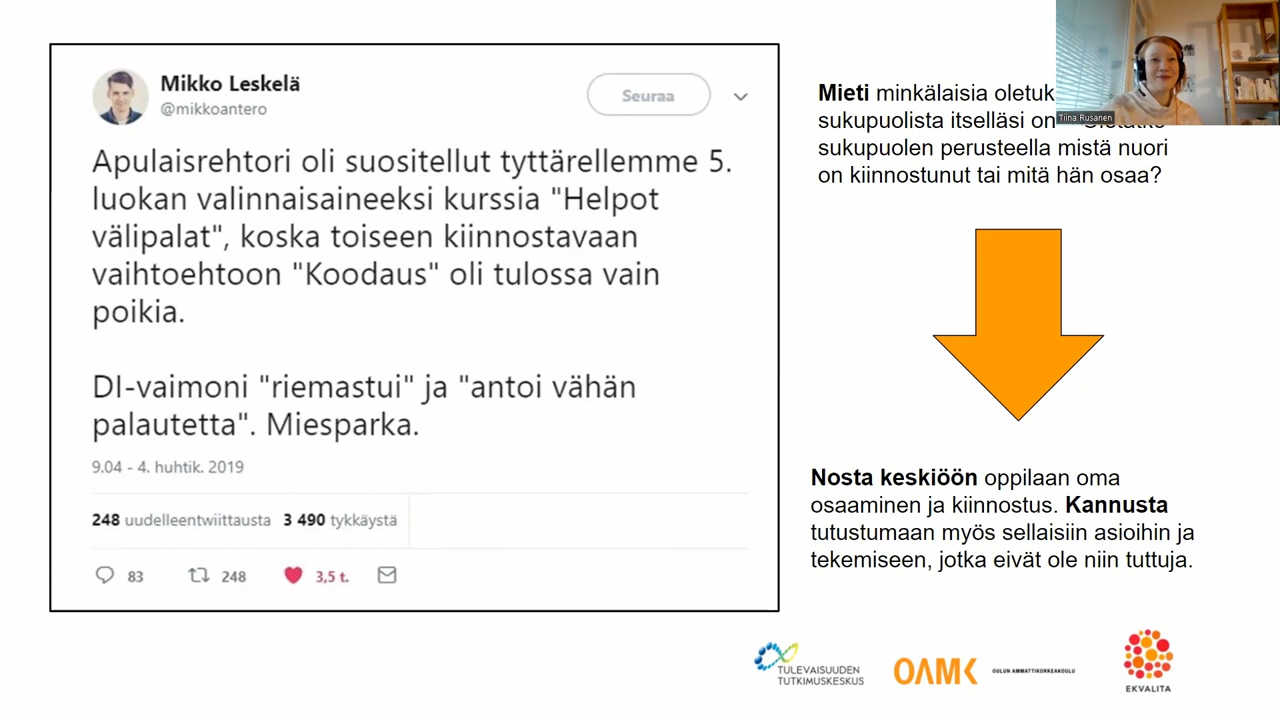 Mikko Leskelä
@mikkoantero
Seuraa
Apulaisrehtori oli suositellut tyttärellemme 5.
luokan valinnaisaineeksi kurssia "Helpot
välipalat", koska toiseen kiinnostavaan
vaihtoehtoon "Koodaus" oli tulossa vain
poikia.
DI-vaimoni "riemastui" ja "antoi vähän
palautetta". Miesparka.
9.04 - 4. huhtik. 2019
248 uudelleentwiittausta 3 490 tykkäystä
83 248 3,5 t.
Mieti minkälaisia
sukupuolista itselläsi on
sukupuolen perusteella mistä nuori
on kiinnostunut tai mitä hän osaa?
Tiina Rusanen
Nosta keskiöön oppilaan oma
osaaminen ja kiinnostus. Kannusta
tutustumaan myös sellaisiin asioihin ja
tekemiseen, jotka eivät ole niin tuttuja.
TULEVAISUUDEN
TUTKIMUSKESKUS
OAMK
OULUN AMMATTIKORKEAKOULU
EKVALITA